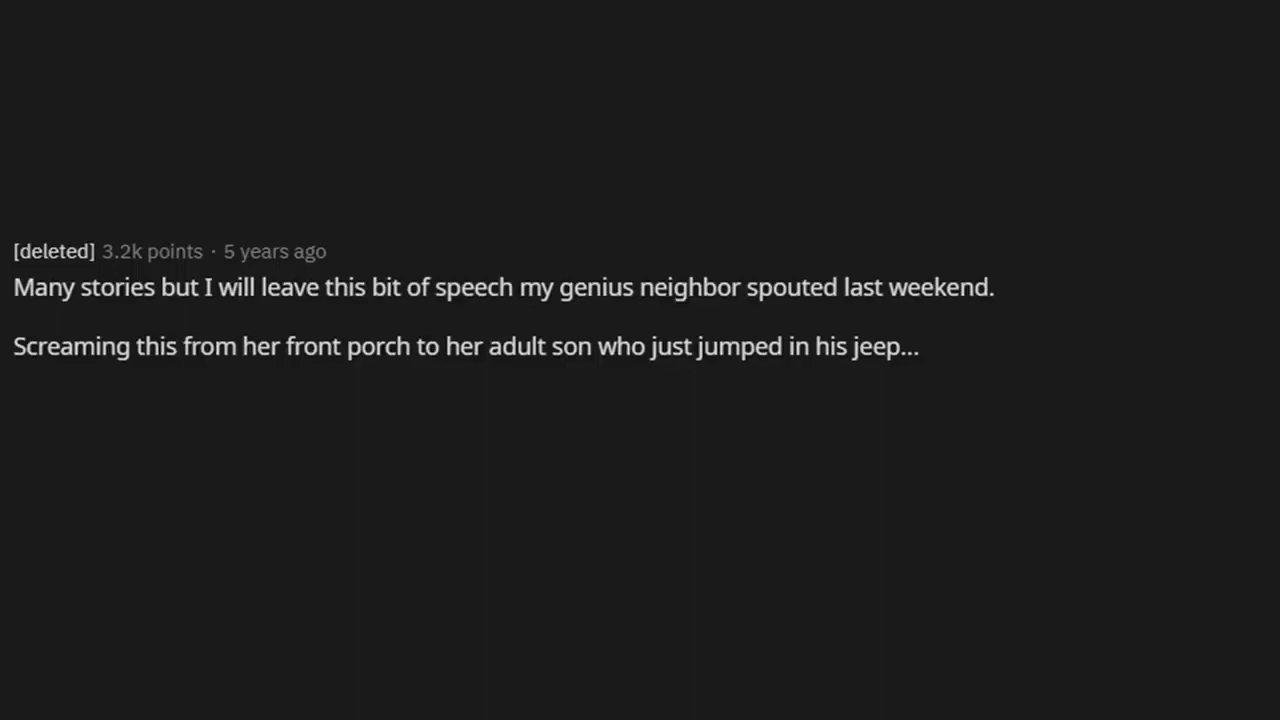 [deleted] 3.2k points · 5 years ago
Many stories but I will leave this bit of speech my genius neighbor spouted last weekend.
Screaming this from her front porch to her adult son who just jumped in his jeep...